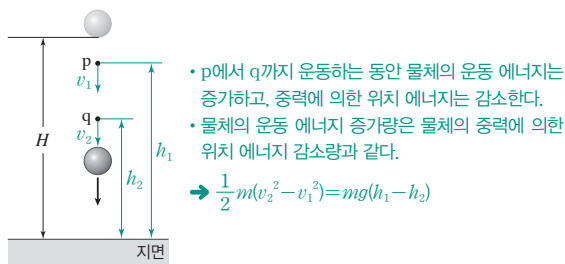 p
v₁
q
v₂
H
h₁
h₂
지면
• p에서 q까지 운동하는 동안 물체의 운동 에너지는
증가하고, 중력에 의한 위치 에너지는 감소한다.
• 물체의 운동 에너지 증가량은 물체의 중력에 의한
위치 에너지 감소량과 같다.
➔ 1/2 m(v₂²−v₁²)=mg(h₁−h₂)